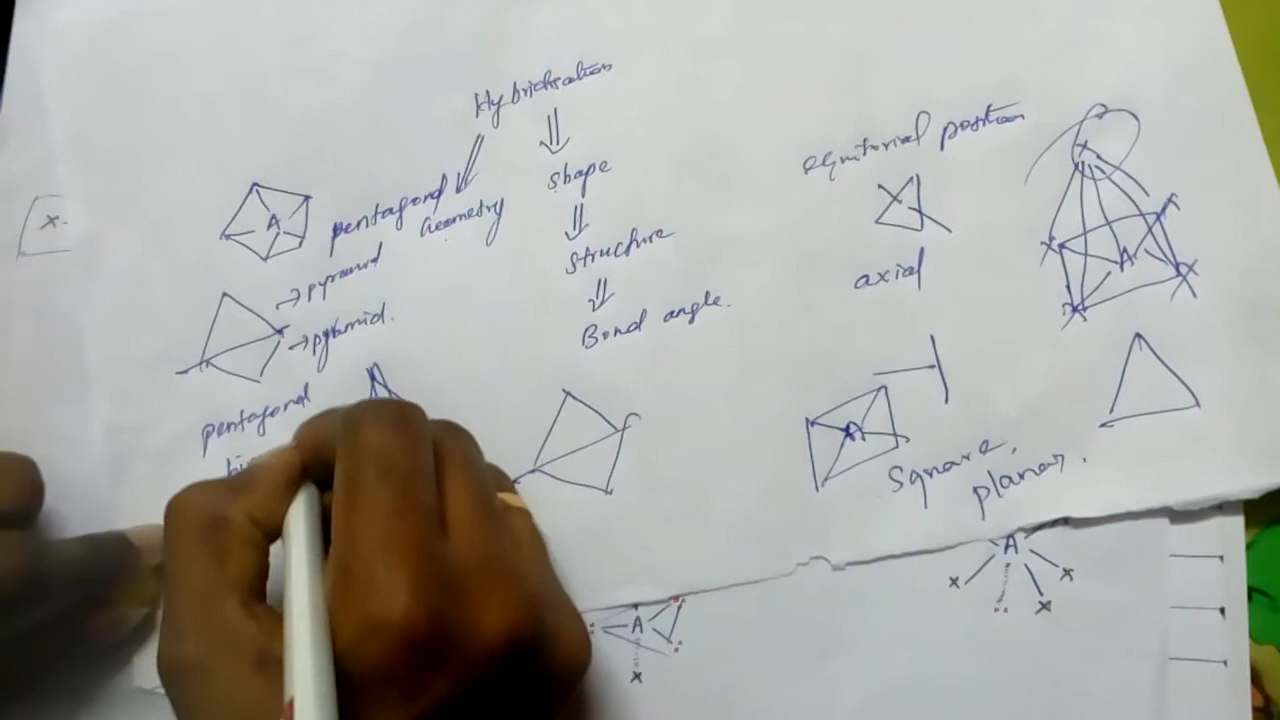 Hybridisation
shape
structure
Bond angle.
pentagonal
Geometry
A
→ pyramid
→ pyramid.
pentagonal
x
equitorial position
axial
x
x
A
x
x
A
Square
planar.
A
x
A
x
x
x